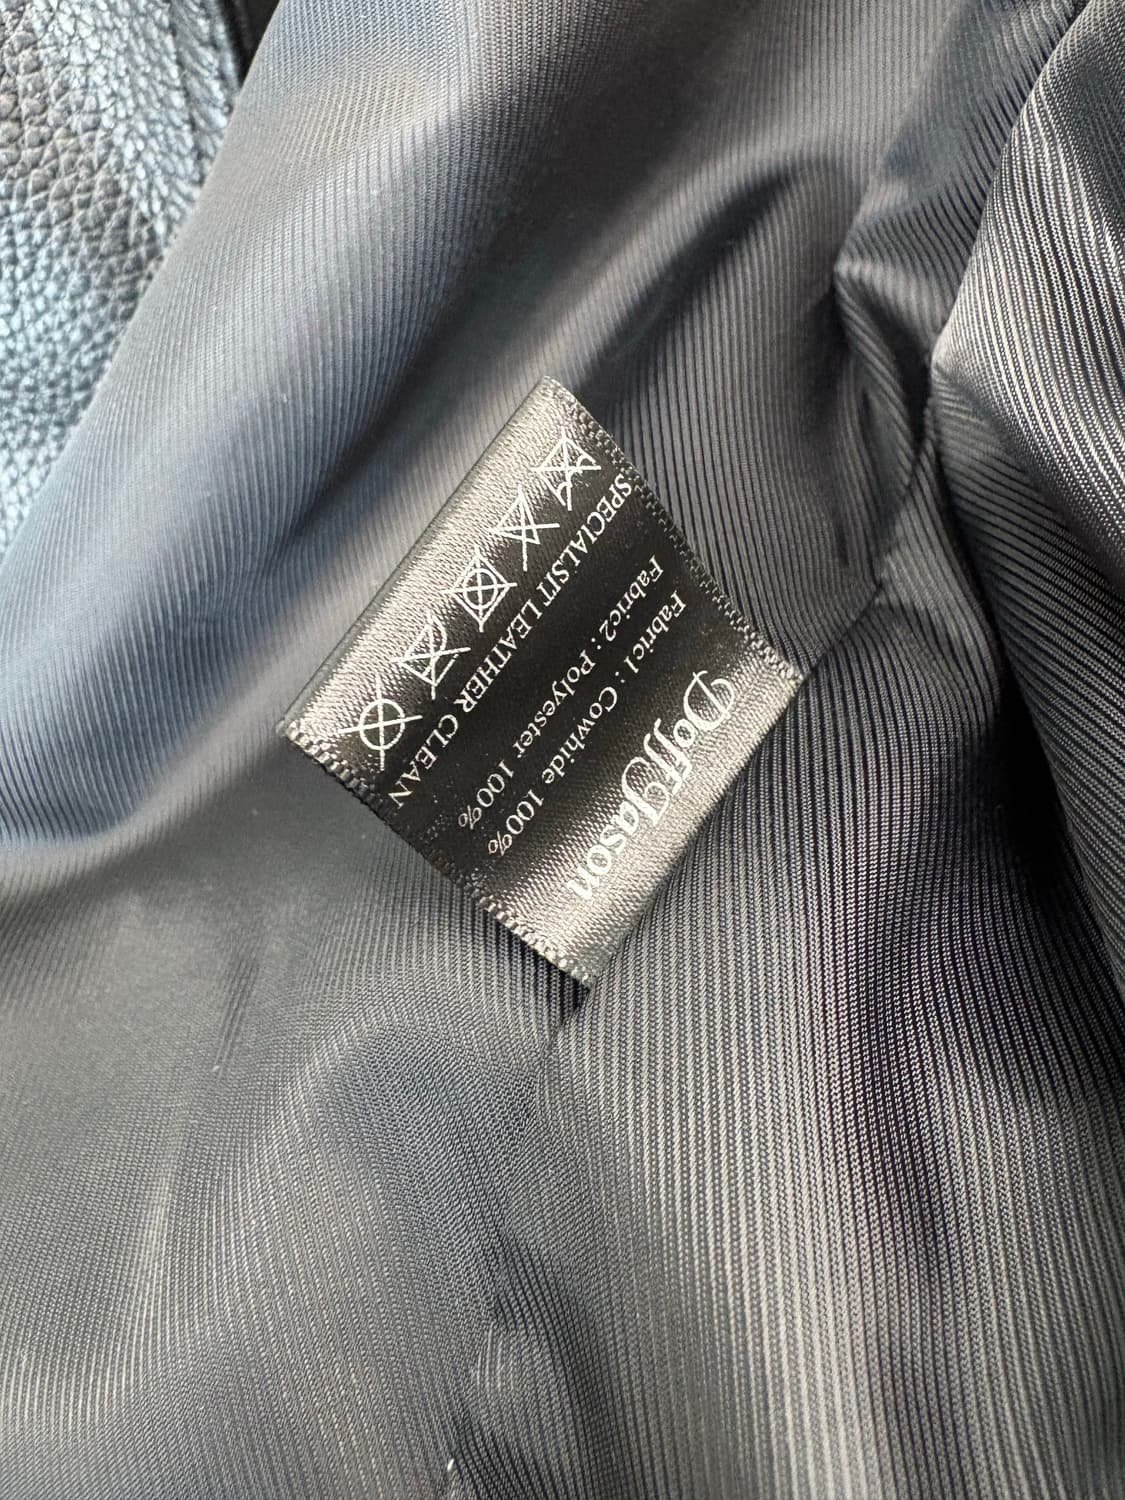 DoffJason
Fabric1 : Cowhide 100%
Fabric2 : Polyester 100%
SPECIALSIT LEATHER CLEAN